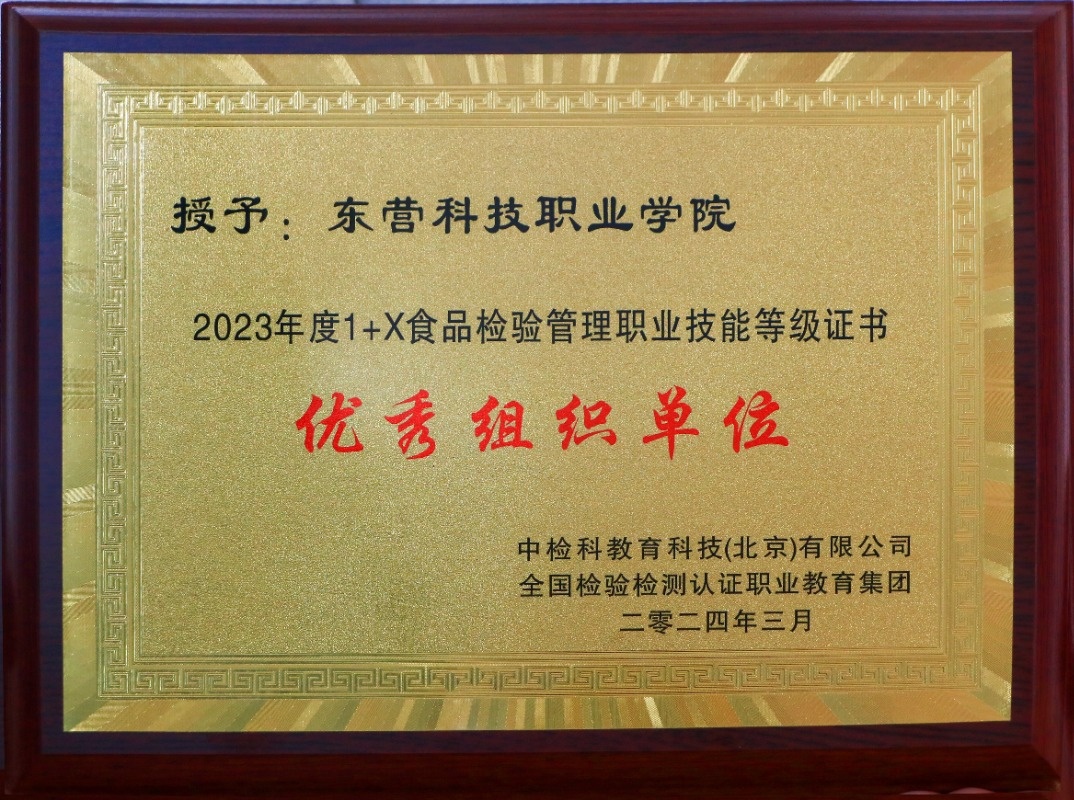 授予：东营科技职业学院
2023年度1+X食品检验管理职业技能等级证书
优秀组织单位
中检科教育科技(北京)有限公司
全国检验检测认证职业教育集团
二零二四年三月